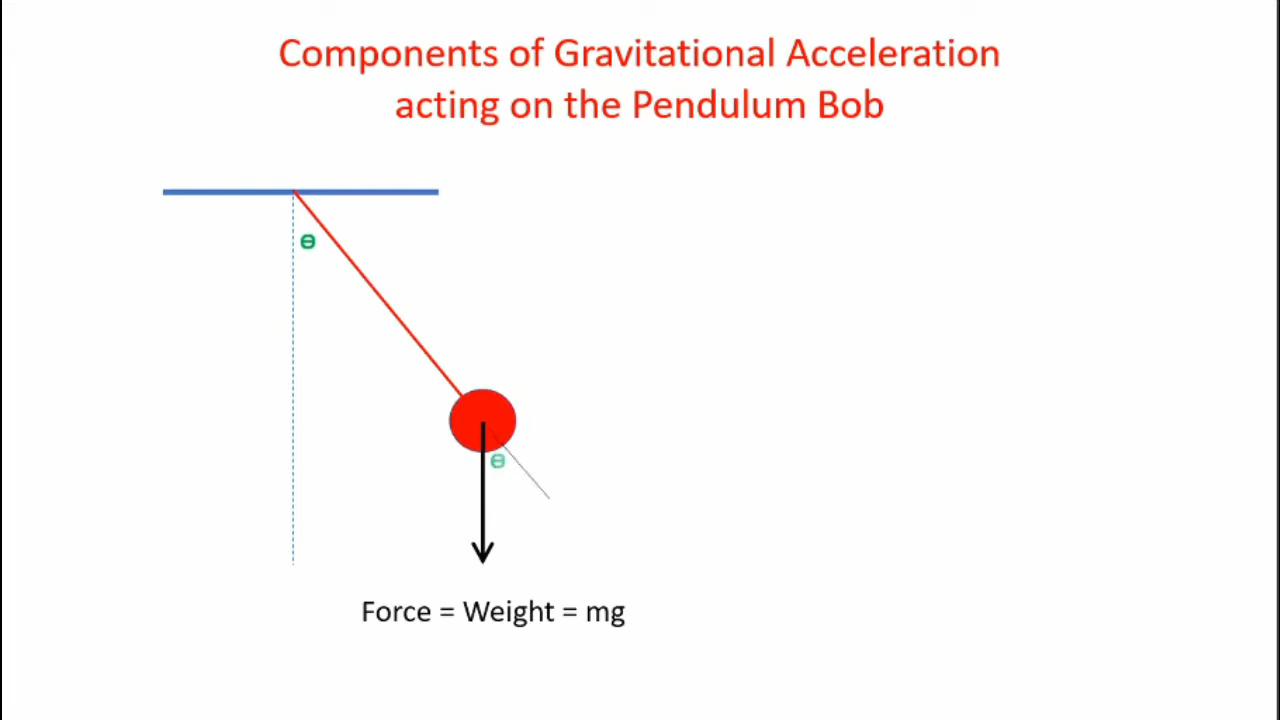 Components of Gravitational Acceleration
acting on the Pendulum Bob
ɵ
ɵ
Force = Weight = mg